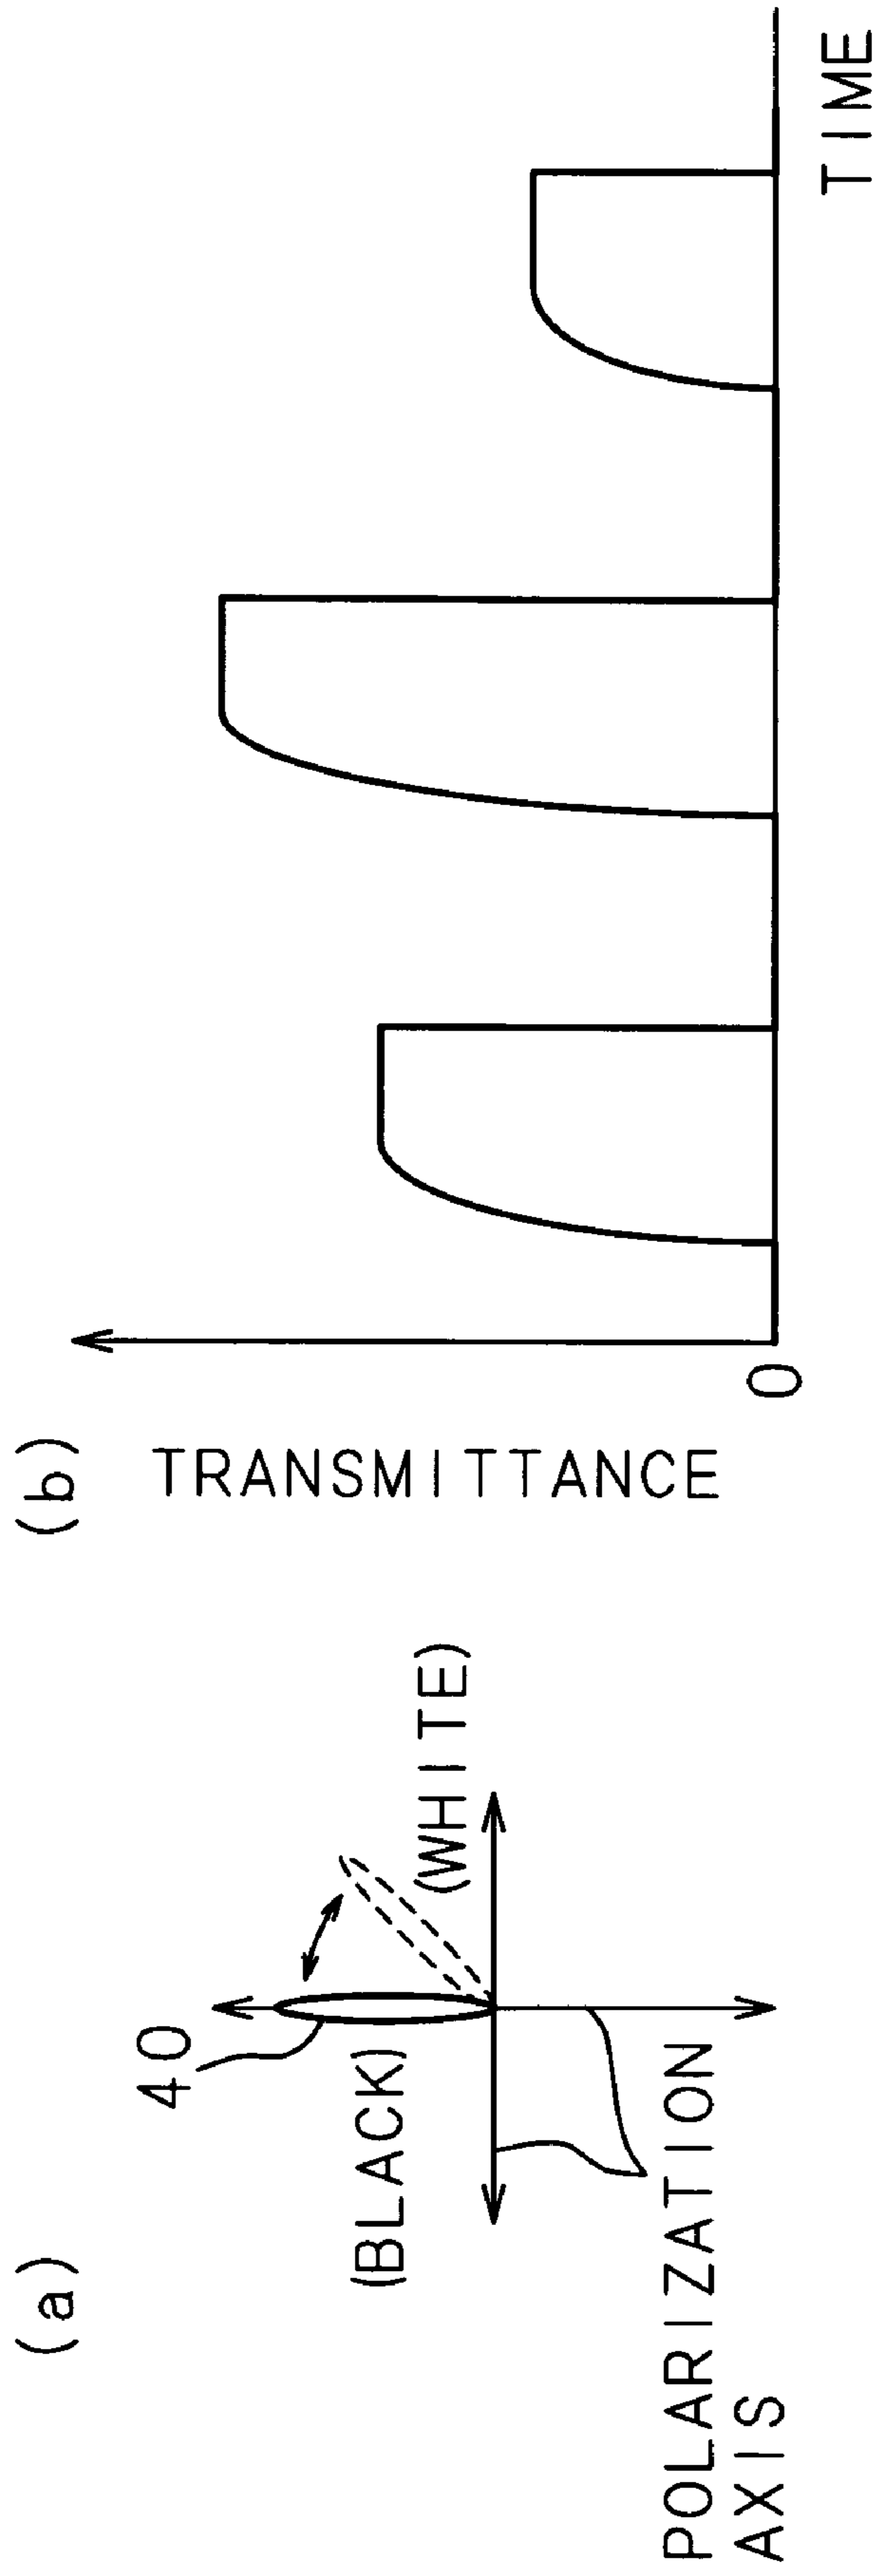 (a)
40
(BLACK)
(WHITE)
POLARIZATION
AXIS
(b)
TRANSMITTANCE
0
TIME